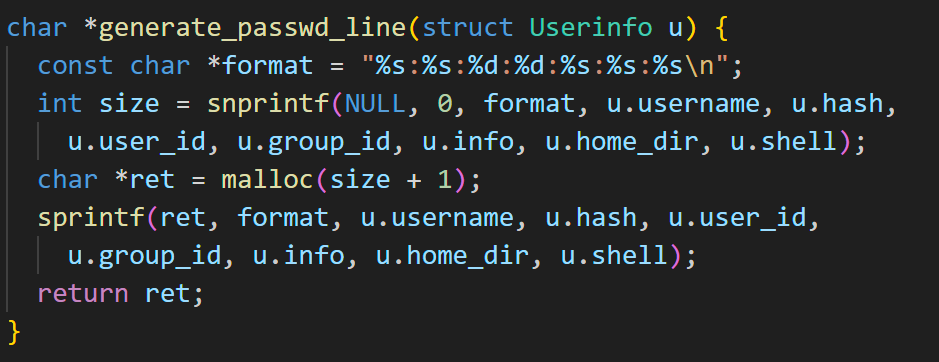 char *generate_passwd_line(struct Userinfo u) {
  const char *format = "%s:%s:%d:%d:%s:%s:%s\n";
  int size = snprintf(NULL, 0, format, u.username, u.hash,
    u.user_id, u.group_id, u.info, u.home_dir, u.shell);
  char *ret = malloc(size + 1);
  sprintf(ret, format, u.username, u.hash, u.user_id,
    u.group_id, u.info, u.home_dir, u.shell);
  return ret;
}